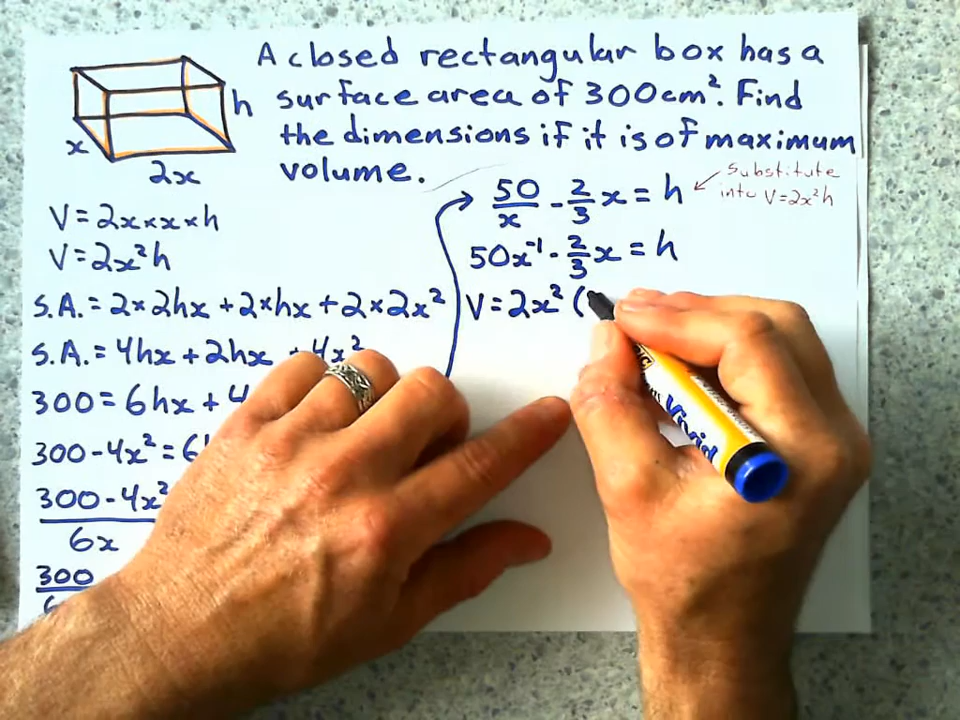 A closed rectangular box has a
surface area of 300cm². Find
the dimensions if it is of maximum
volume.
h
x
2x
V = 2x × x × h
V = 2x²h
S.A. = 2×2hx + 2×hx + 2×2x²
S.A. = 4hx + 2hx + 4x²
300 = 6hx + 4
300 - 4x² = 6
300 - 4x²
6x
300
50/x - 2/3 x = h
substitute
into V=2x²h
50x⁻¹ - 2/3 x = h
V = 2x² (
Vivid